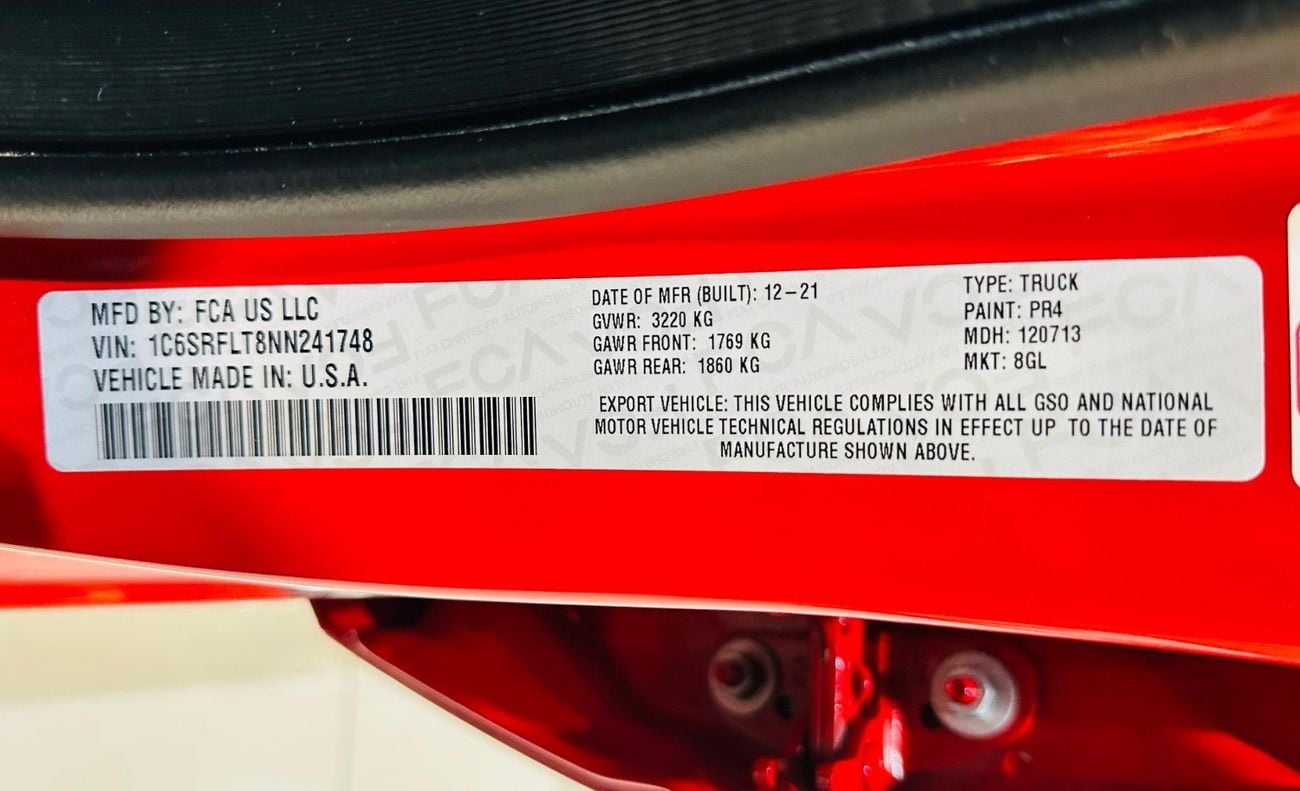 MFD BY: FCA US LLC
VIN: 1C6SRFLT8NN241748
VEHICLE MADE IN: U.S.A.
DATE OF MFR (BUILT): 12-21
GVWR: 3220 KG
GAWR FRONT: 1769 KG
GAWR REAR: 1860 KG
TYPE: TRUCK
PAINT: PR4
MDH: 120713
MKT: 8GL
EXPORT VEHICLE: THIS VEHICLE COMPLIES WITH ALL GSO AND NATIONAL
MOTOR VEHICLE TECHNICAL REGULATIONS IN EFFECT UP TO THE DATE OF
MANUFACTURE SHOWN ABOVE.